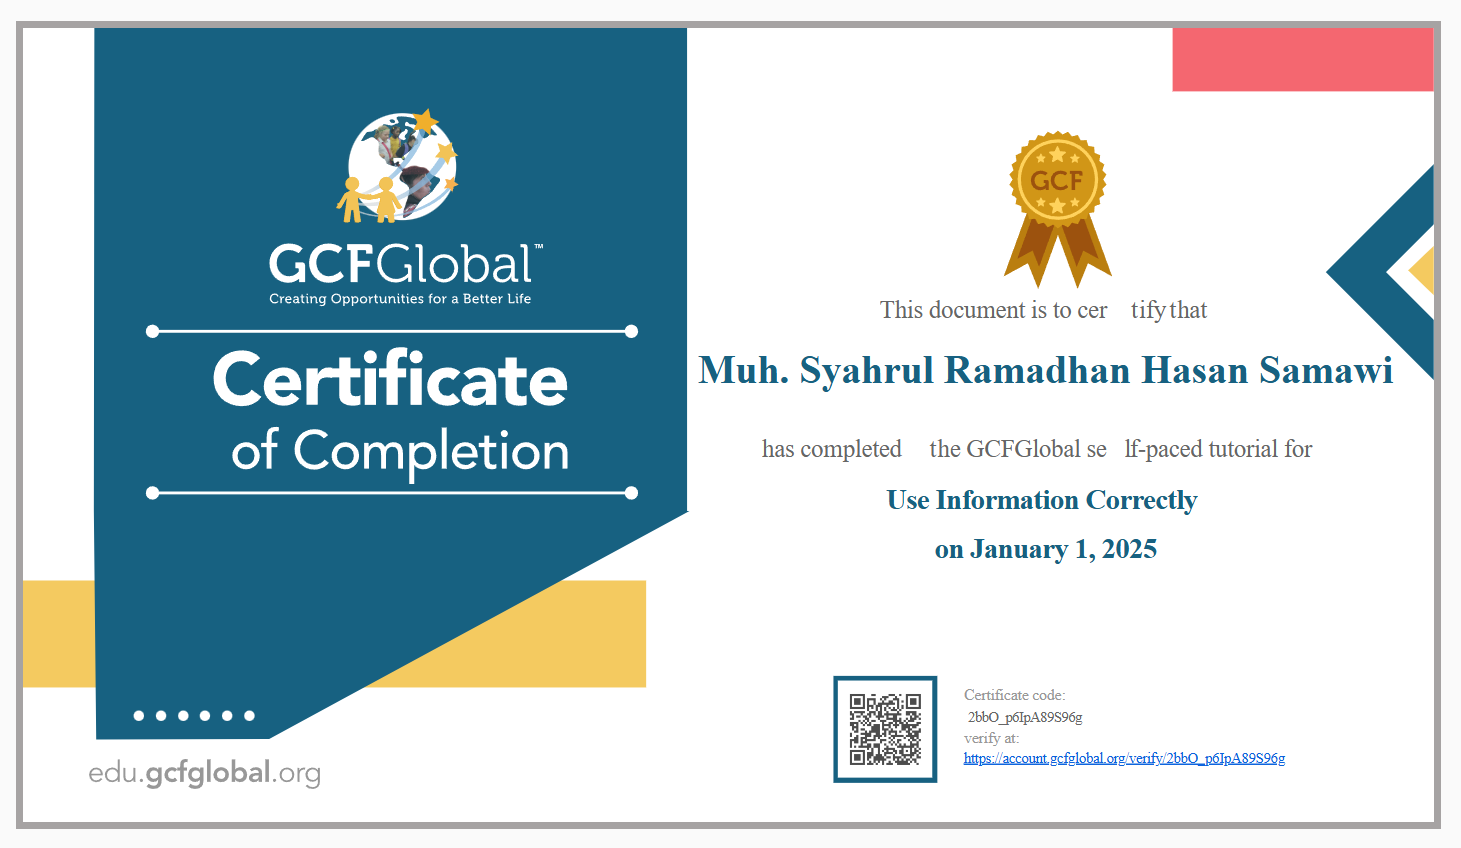 GCFGlobal™
Creating Opportunities for a Better Life
Certificate
of Completion
edu.gcfglobal.org
GCF
This document is to cer tify that
Muh. Syahrul Ramadhan Hasan Samawi
has completed the GCFGlobal se lf-paced tutorial for
Use Information Correctly
on January 1, 2025
Certificate code:
2bbO_p6IpA89S96g
verify at:
https://account.gcfglobal.org/verify/2bbO_p6IpA89S96g